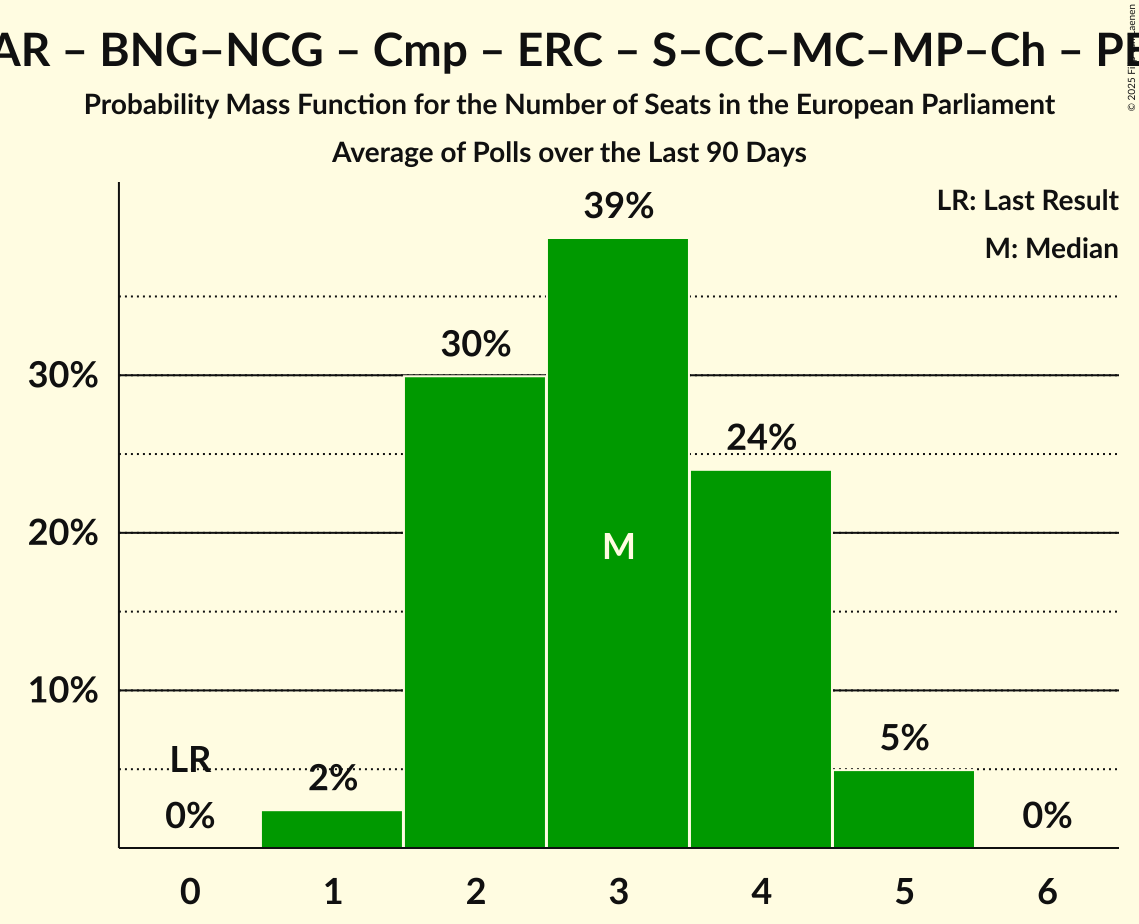 AR – BNG–NCG – Cmp – ERC – S–CC–MC–MP–Ch –
Probability Mass Function for the Number of Seats in the European Parliament
Average of Polls over the Last 90 Days
© 2025
LR: Last Result
M: Median
39%
30%
24%
5%
2%
0%
0%
LR
M
30%
20%
10%
0 1 2 3 4 5 6